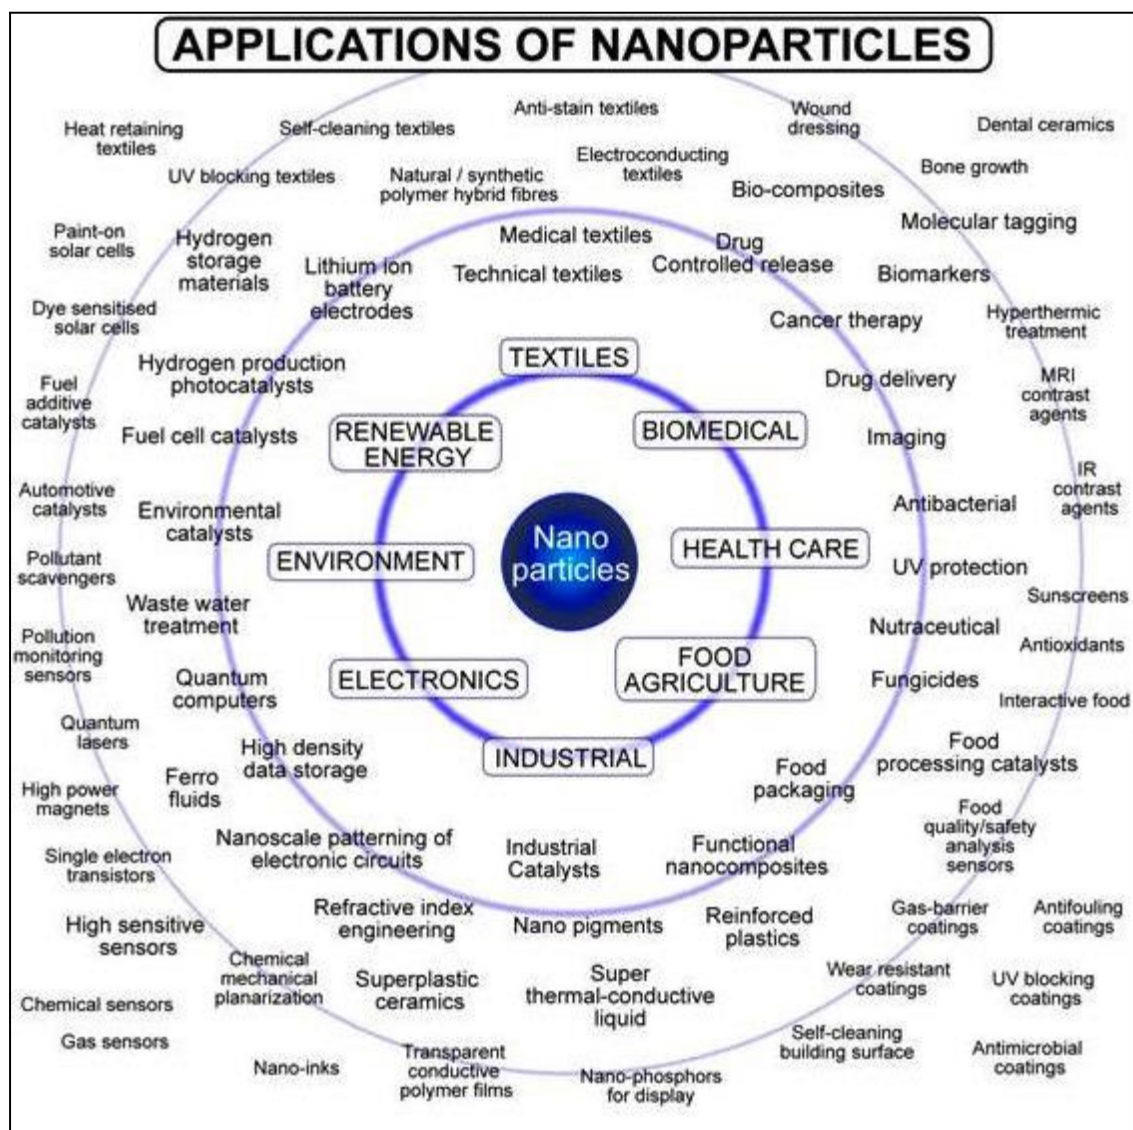 APPLICATIONS OF NANOPARTICLES
Heat retaining
textiles
Self-cleaning textiles
Anti-stain textiles
Wound
dressing
Dental ceramics
UV blocking textiles
Natural / synthetic
polymer hybrid fibres
Electroconducting
textiles
Bio-composites
Bone growth
Paint-on
solar cells
Hydrogen
storage
materials
Lithium Ion
battery
electrodes
Medical textiles
Technical textiles
Drug
Controlled release
Molecular tagging
Biomarkers
Dye sensitised
solar cells
Cancer therapy
Hyperthermic
treatment
Hydrogen production
photocatalysts
TEXTILES
Drug delivery
MRI
contrast
agents
Fuel
additive
catalysts
Fuel cell catalysts
RENEWABLE
ENERGY
BIOMEDICAL
Imaging
Automotive
catalysts
Environmental
catalysts
Antibacterial
IR
contrast
agents
ENVIRONMENT
Nano
particles
HEALTH CARE
Pollutant
scavengers
UV protection
Sunscreens
Waste water
treatment
Nutraceutical
Antioxidants
Pollution
monitoring
sensors
Quantum
computers
ELECTRONICS
FOOD
AGRICULTURE
Fungicides
Interactive food
Quantum
lasers
High density
data storage
INDUSTRIAL
Food
processing catalysts
High power
magnets
Ferro
fluids
Food
packaging
Food
quality/safety
analysis
sensors
Single electron
transistors
Nanoscale patterning of
electronic circuits
Industrial
Catalysts
Functional
nanocomposites
High sensitive
sensors
Refractive index
engineering
Nano pigments
Reinforced
plastics
Gas-barrier
coatings
Antifouling
coatings
Chemical
mechanical
planarization
Superplastic
ceramics
Super
thermal-conductive
liquid
Wear resistant
coatings
UV blocking
coatings
Chemical sensors
Gas sensors
Nano-inks
Transparent
conductive
polymer films
Nano-phosphors
for display
Self-cleaning
building surface
Antimicrobial
coatings